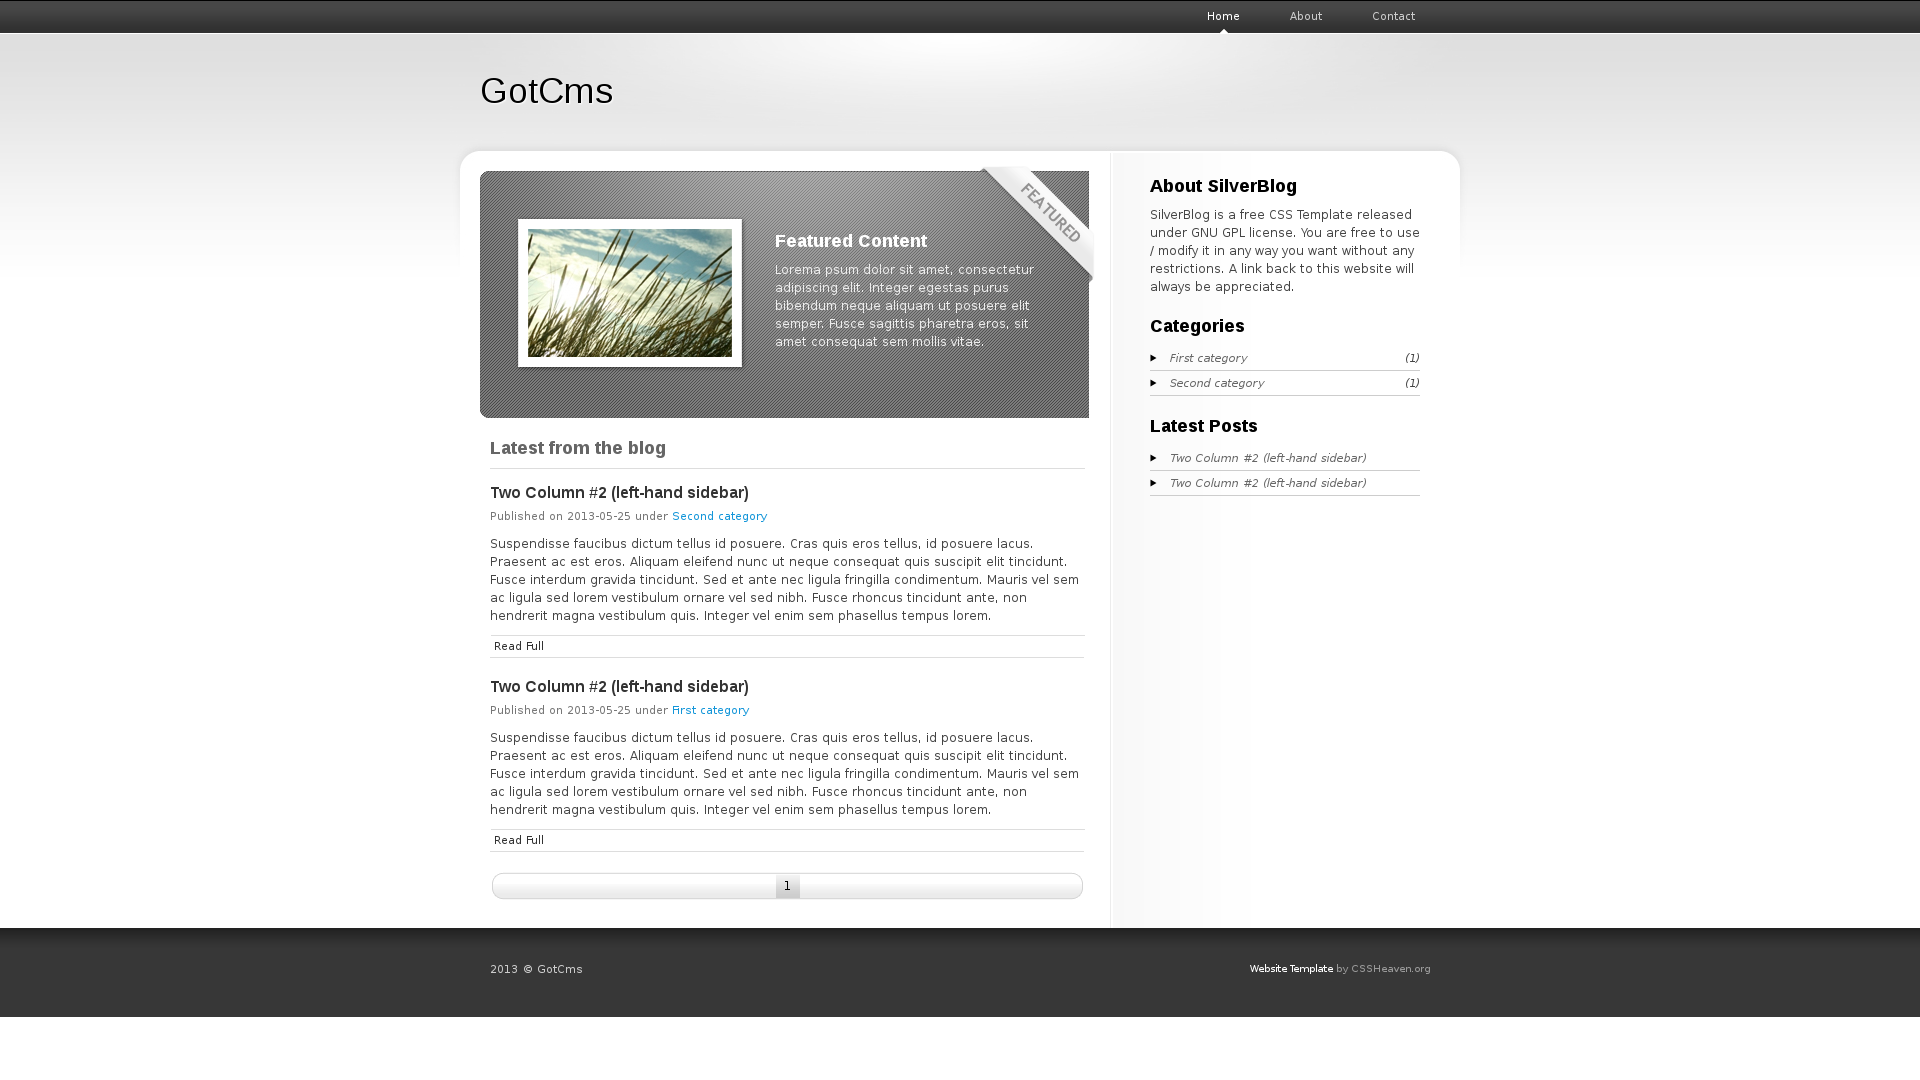 Home About Contact
GotCms
FEATURED
Featured Content
Lorema psum dolor sit amet, consectetur
adipiscing elit. Integer egestas purus
bibendum neque aliquam ut posuere elit
semper. Fusce sagittis pharetra eros, sit
amet consequat sem mollis vitae.
Latest from the blog
Two Column #2 (left-hand sidebar)
Published on 2013-05-25 under Second category
Suspendisse faucibus dictum tellus id posuere. Cras quis eros tellus, id posuere lacus.
Praesent ac est eros. Aliquam eleifend nunc ut neque consequat quis suscipit elit tincidunt.
Fusce interdum gravida tincidunt. Sed et ante nec ligula fringilla condimentum. Mauris vel sem
ac ligula sed lorem vestibulum ornare vel sed nibh. Fusce rhoncus tincidunt ante, non
hendrerit magna vestibulum quis. Integer vel enim sem phasellus tempus lorem.
Read Full
Two Column #2 (left-hand sidebar)
Published on 2013-05-25 under First category
Suspendisse faucibus dictum tellus id posuere. Cras quis eros tellus, id posuere lacus.
Praesent ac est eros. Aliquam eleifend nunc ut neque consequat quis suscipit elit tincidunt.
Fusce interdum gravida tincidunt. Sed et ante nec ligula fringilla condimentum. Mauris vel sem
ac ligula sed lorem vestibulum ornare vel sed nibh. Fusce rhoncus tincidunt ante, non
hendrerit magna vestibulum quis. Integer vel enim sem phasellus tempus lorem.
Read Full
1
About SilverBlog
SilverBlog is a free CSS Template released
under GNU GPL license. You are free to use
/ modify it in any way you want without any
restrictions. A link back to this website will
always be appreciated.
Categories
First category (1)
Second category (1)
Latest Posts
Two Column #2 (left-hand sidebar)
Two Column #2 (left-hand sidebar)
2013 © GotCms
Website Template by CSSHeaven.org